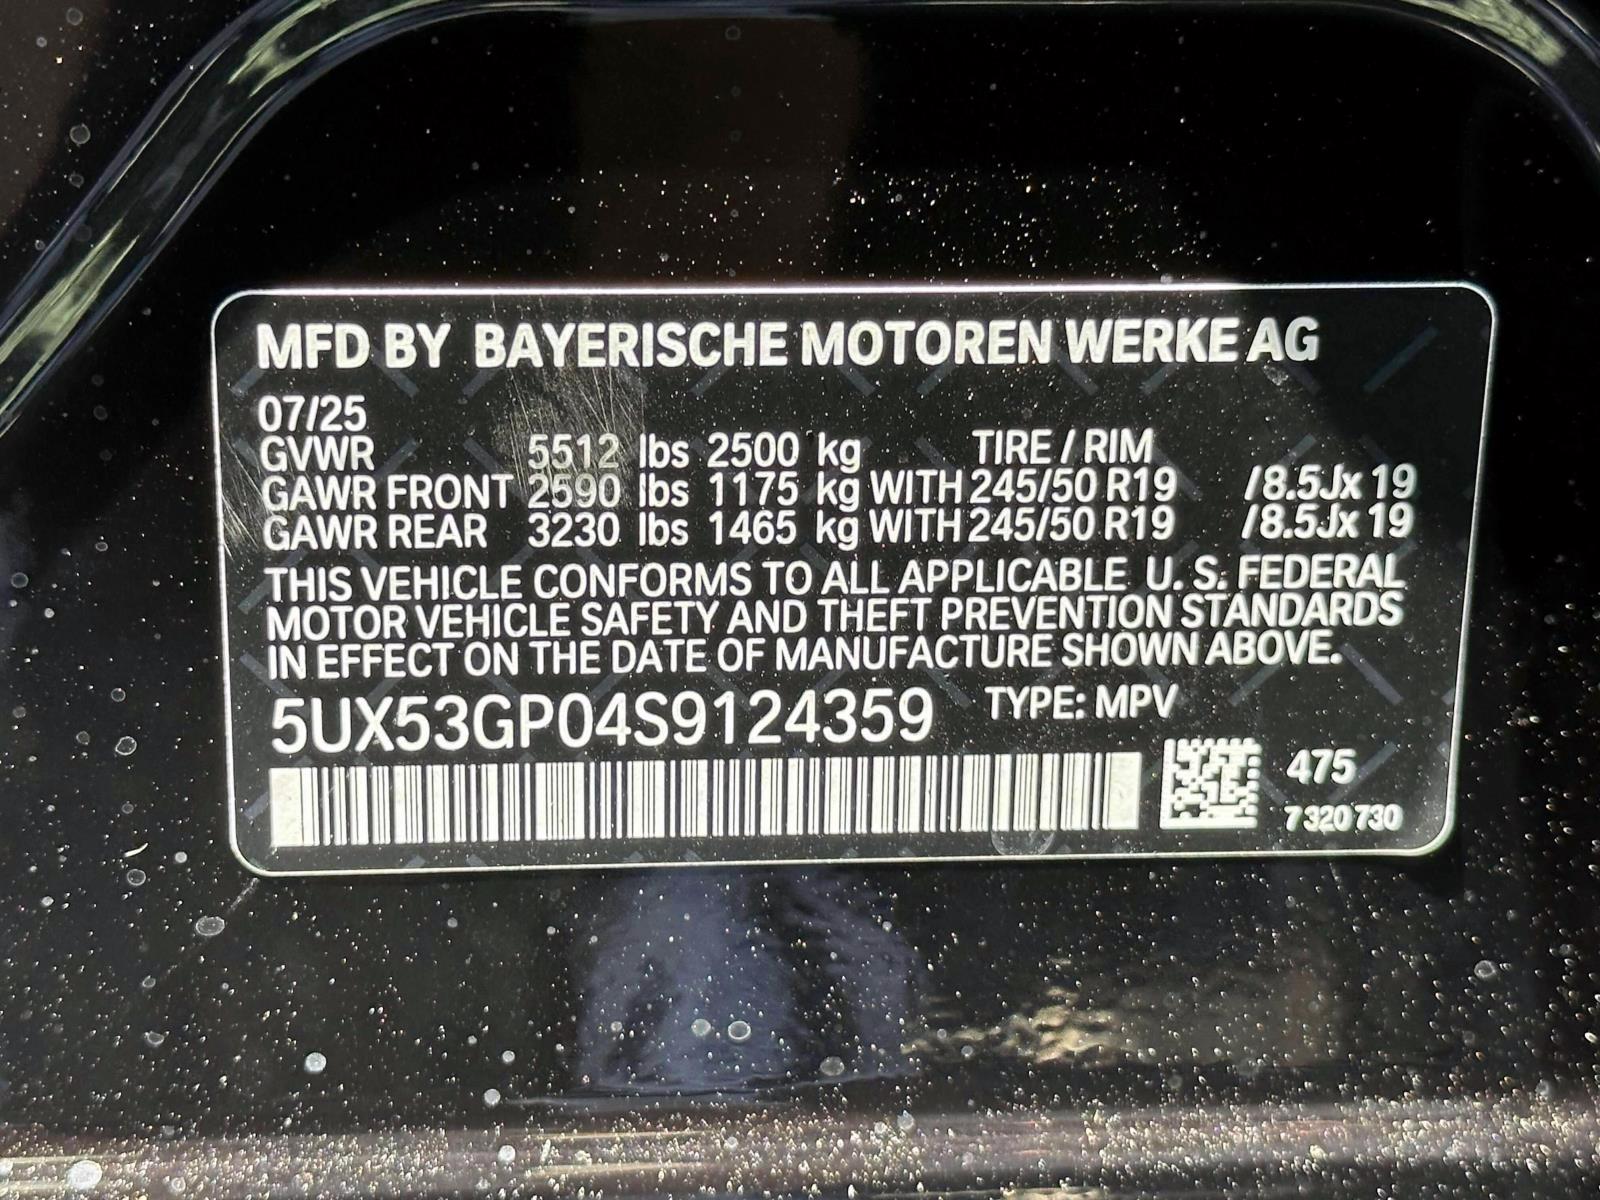 MFD BY BAYERISCHE MOTOREN WERKE AG
07/25
GVWR 5512 lbs 2500 kg TIRE / RIM
GAWR FRONT 2590 lbs 1175 kg WITH 245/50 R19 /8.5Jx 19
GAWR REAR 3230 lbs 1465 kg WITH 245/50 R19 /8.5Jx 19
THIS VEHICLE CONFORMS TO ALL APPLICABLE U. S. FEDERAL
MOTOR VEHICLE SAFETY AND THEFT PREVENTION STANDARDS
IN EFFECT ON THE DATE OF MANUFACTURE SHOWN ABOVE.
5UX53GP04S9124359 TYPE: MPV
475
7 320 730